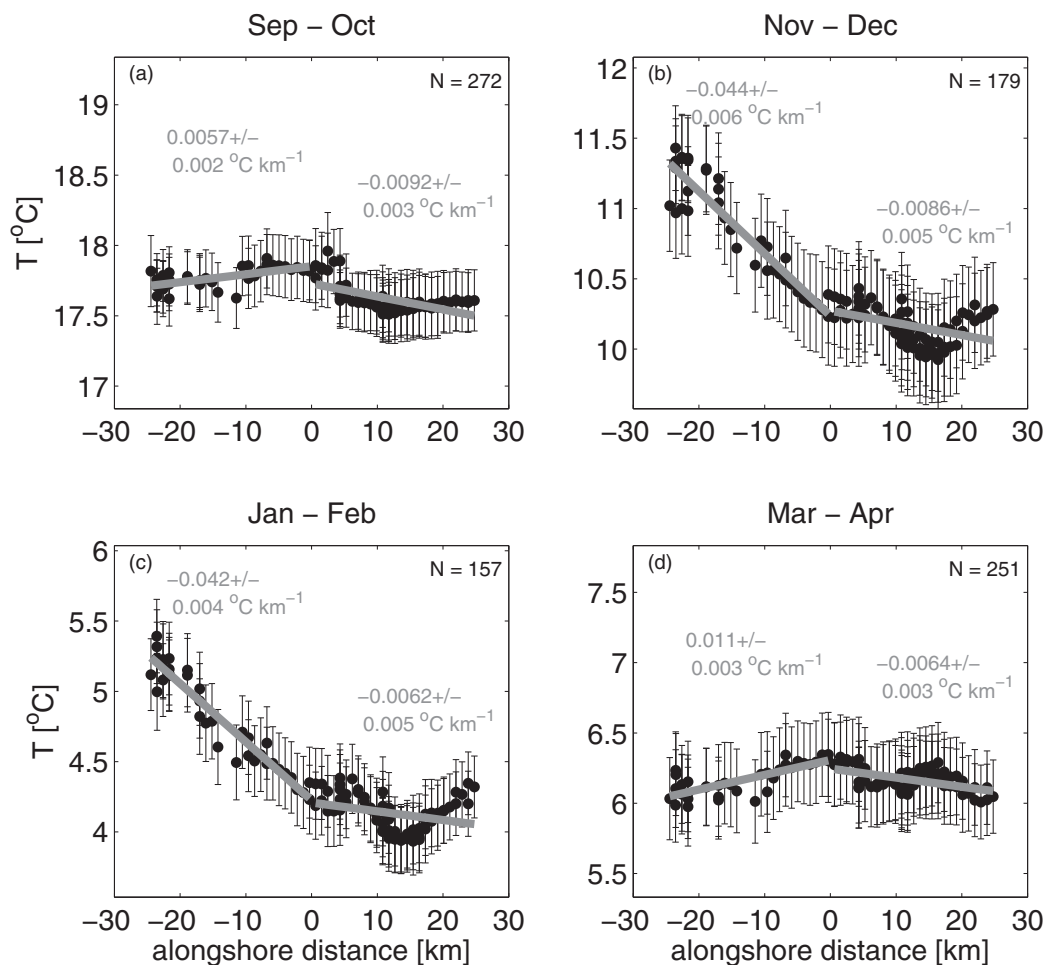 Sep – Oct
Nov – Dec
(a)
N = 272
(b)
N = 179
0.0057+/−
0.002 °C km⁻¹
−0.0092+/−
0.003 °C km⁻¹
−0.044+/−
0.006 °C km⁻¹
−0.0086+/−
0.005 °C km⁻¹
T [°C]
19
18.5
18
17.5
17
12
11.5
11
10.5
10
−30 −20 −10 0 10 20 30
−30 −20 −10 0 10 20 30
Jan – Feb
Mar – Apr
(c)
N = 157
(d)
N = 251
−0.042+/−
0.004 °C km⁻¹
−0.0062+/−
0.005 °C km⁻¹
0.011+/−
0.003 °C km⁻¹
−0.0064+/−
0.003 °C km⁻¹
T [°C]
6
5.5
5
4.5
4
7.5
7
6.5
6
5.5
−30 −20 −10 0 10 20 30
−30 −20 −10 0 10 20 30
alongshore distance [km]
alongshore distance [km]